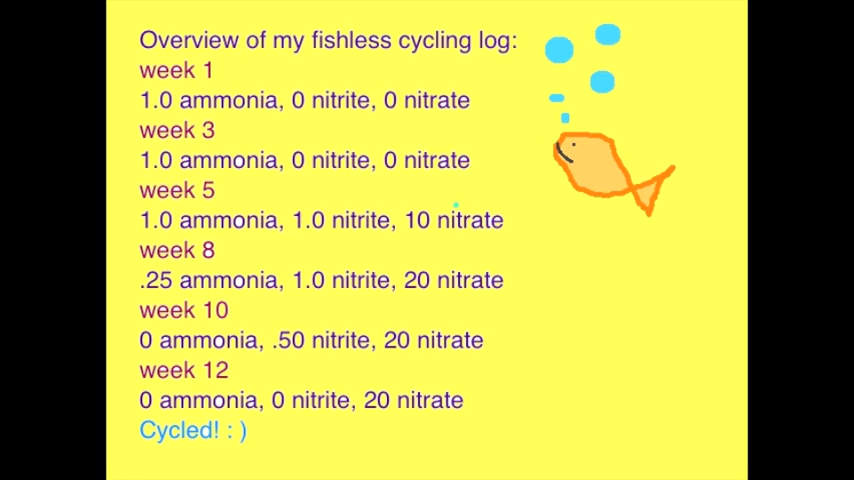 Overview of my fishless cycling log:
week 1
1.0 ammonia, 0 nitrite, 0 nitrate
week 3
1.0 ammonia, 0 nitrite, 0 nitrate
week 5
1.0 ammonia, 1.0 nitrite, 10 nitrate
week 8
.25 ammonia, 1.0 nitrite, 20 nitrate
week 10
0 ammonia, .50 nitrite, 20 nitrate
week 12
0 ammonia, 0 nitrite, 20 nitrate
Cycled! : )